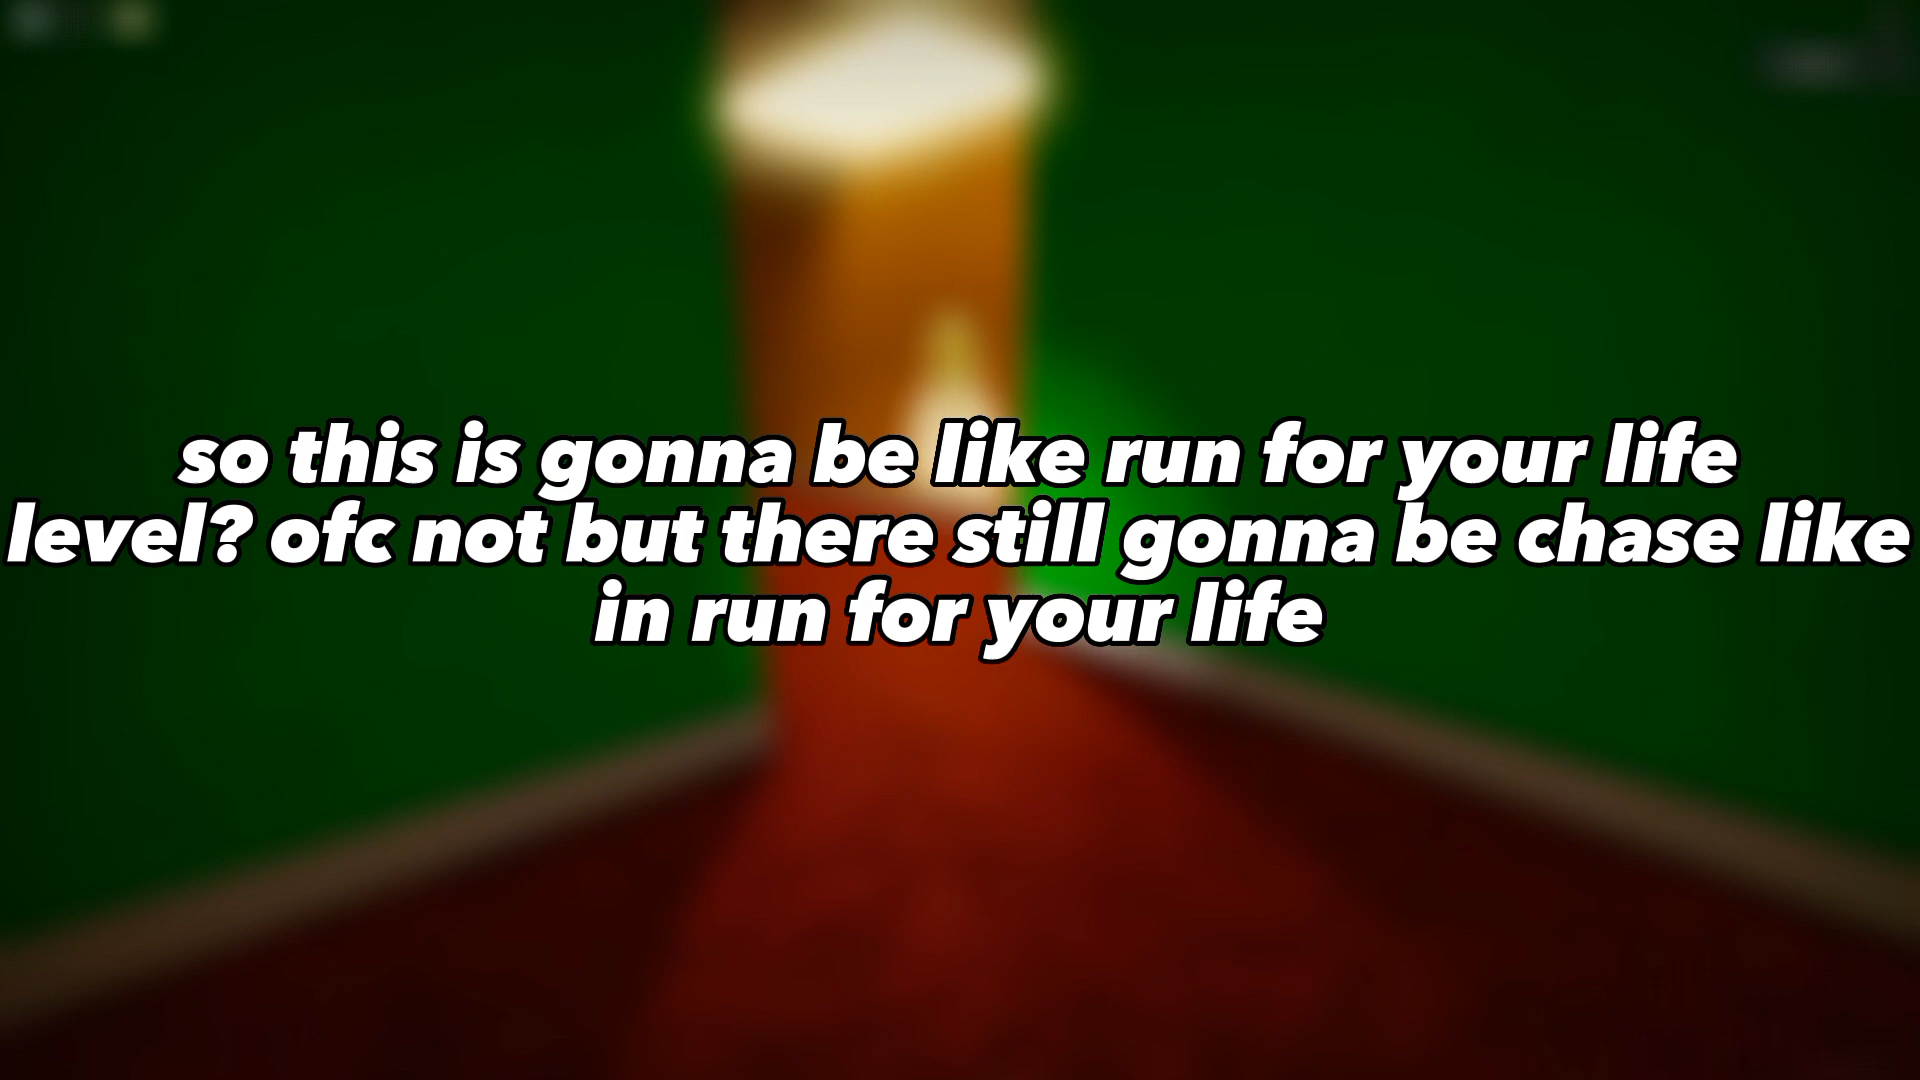 so this is gonna be like run for your life
level? ofc not but there still gonna be chase like
in run for your life